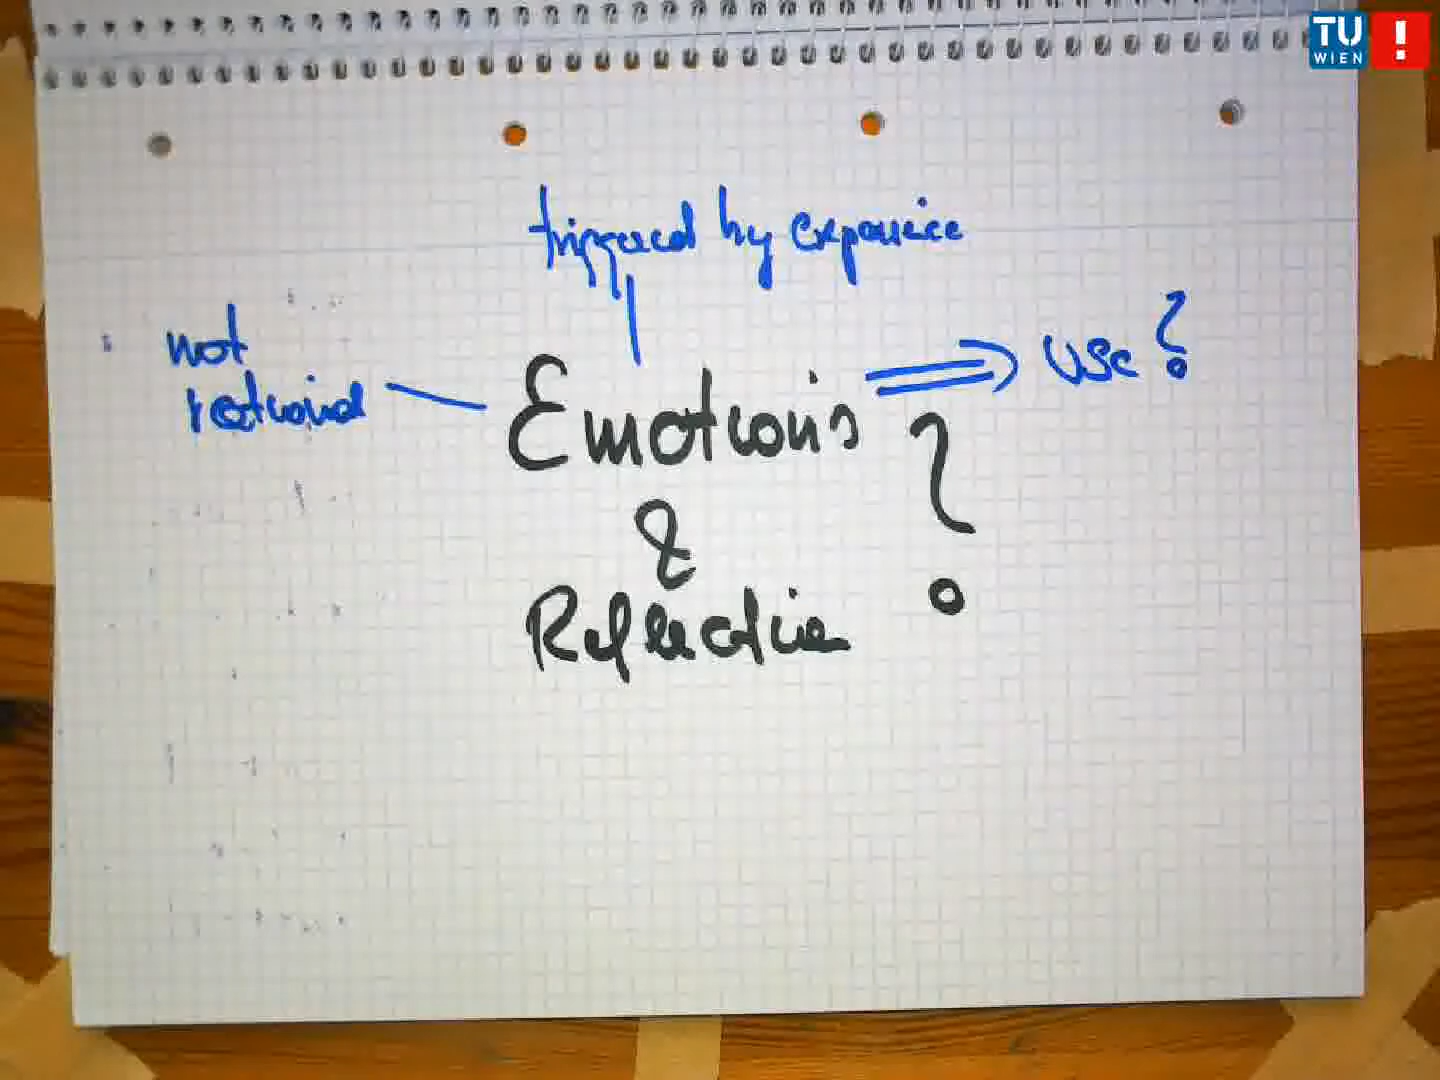 TU
WIEN
!
triggered by experience
not
rational
Emotions
?
⇒ use ?
&
Reflection